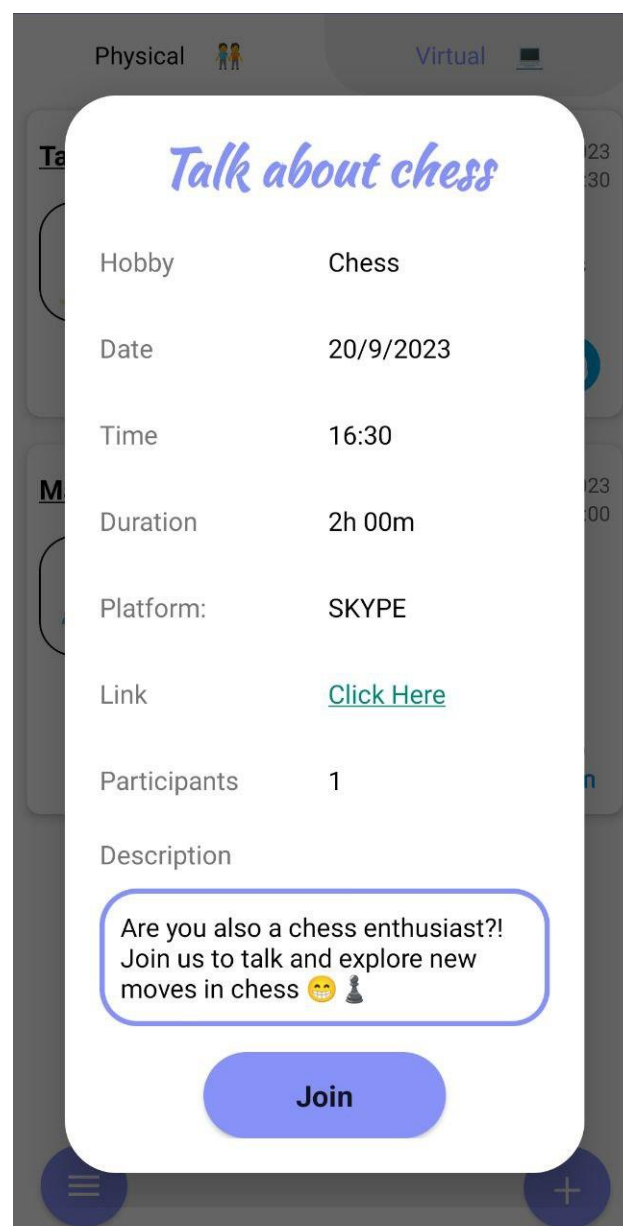 Physical 🧑‍🤝‍🧑 Virtual 💻
Talk about chess
Hobby Chess
Date 20/9/2023
Time 16:30
Duration 2h 00m
Platform: SKYPE
Link Click Here
Participants 1
Description
Are you also a chess enthusiast?!
Join us to talk and explore new
moves in chess 😁♟️
Join